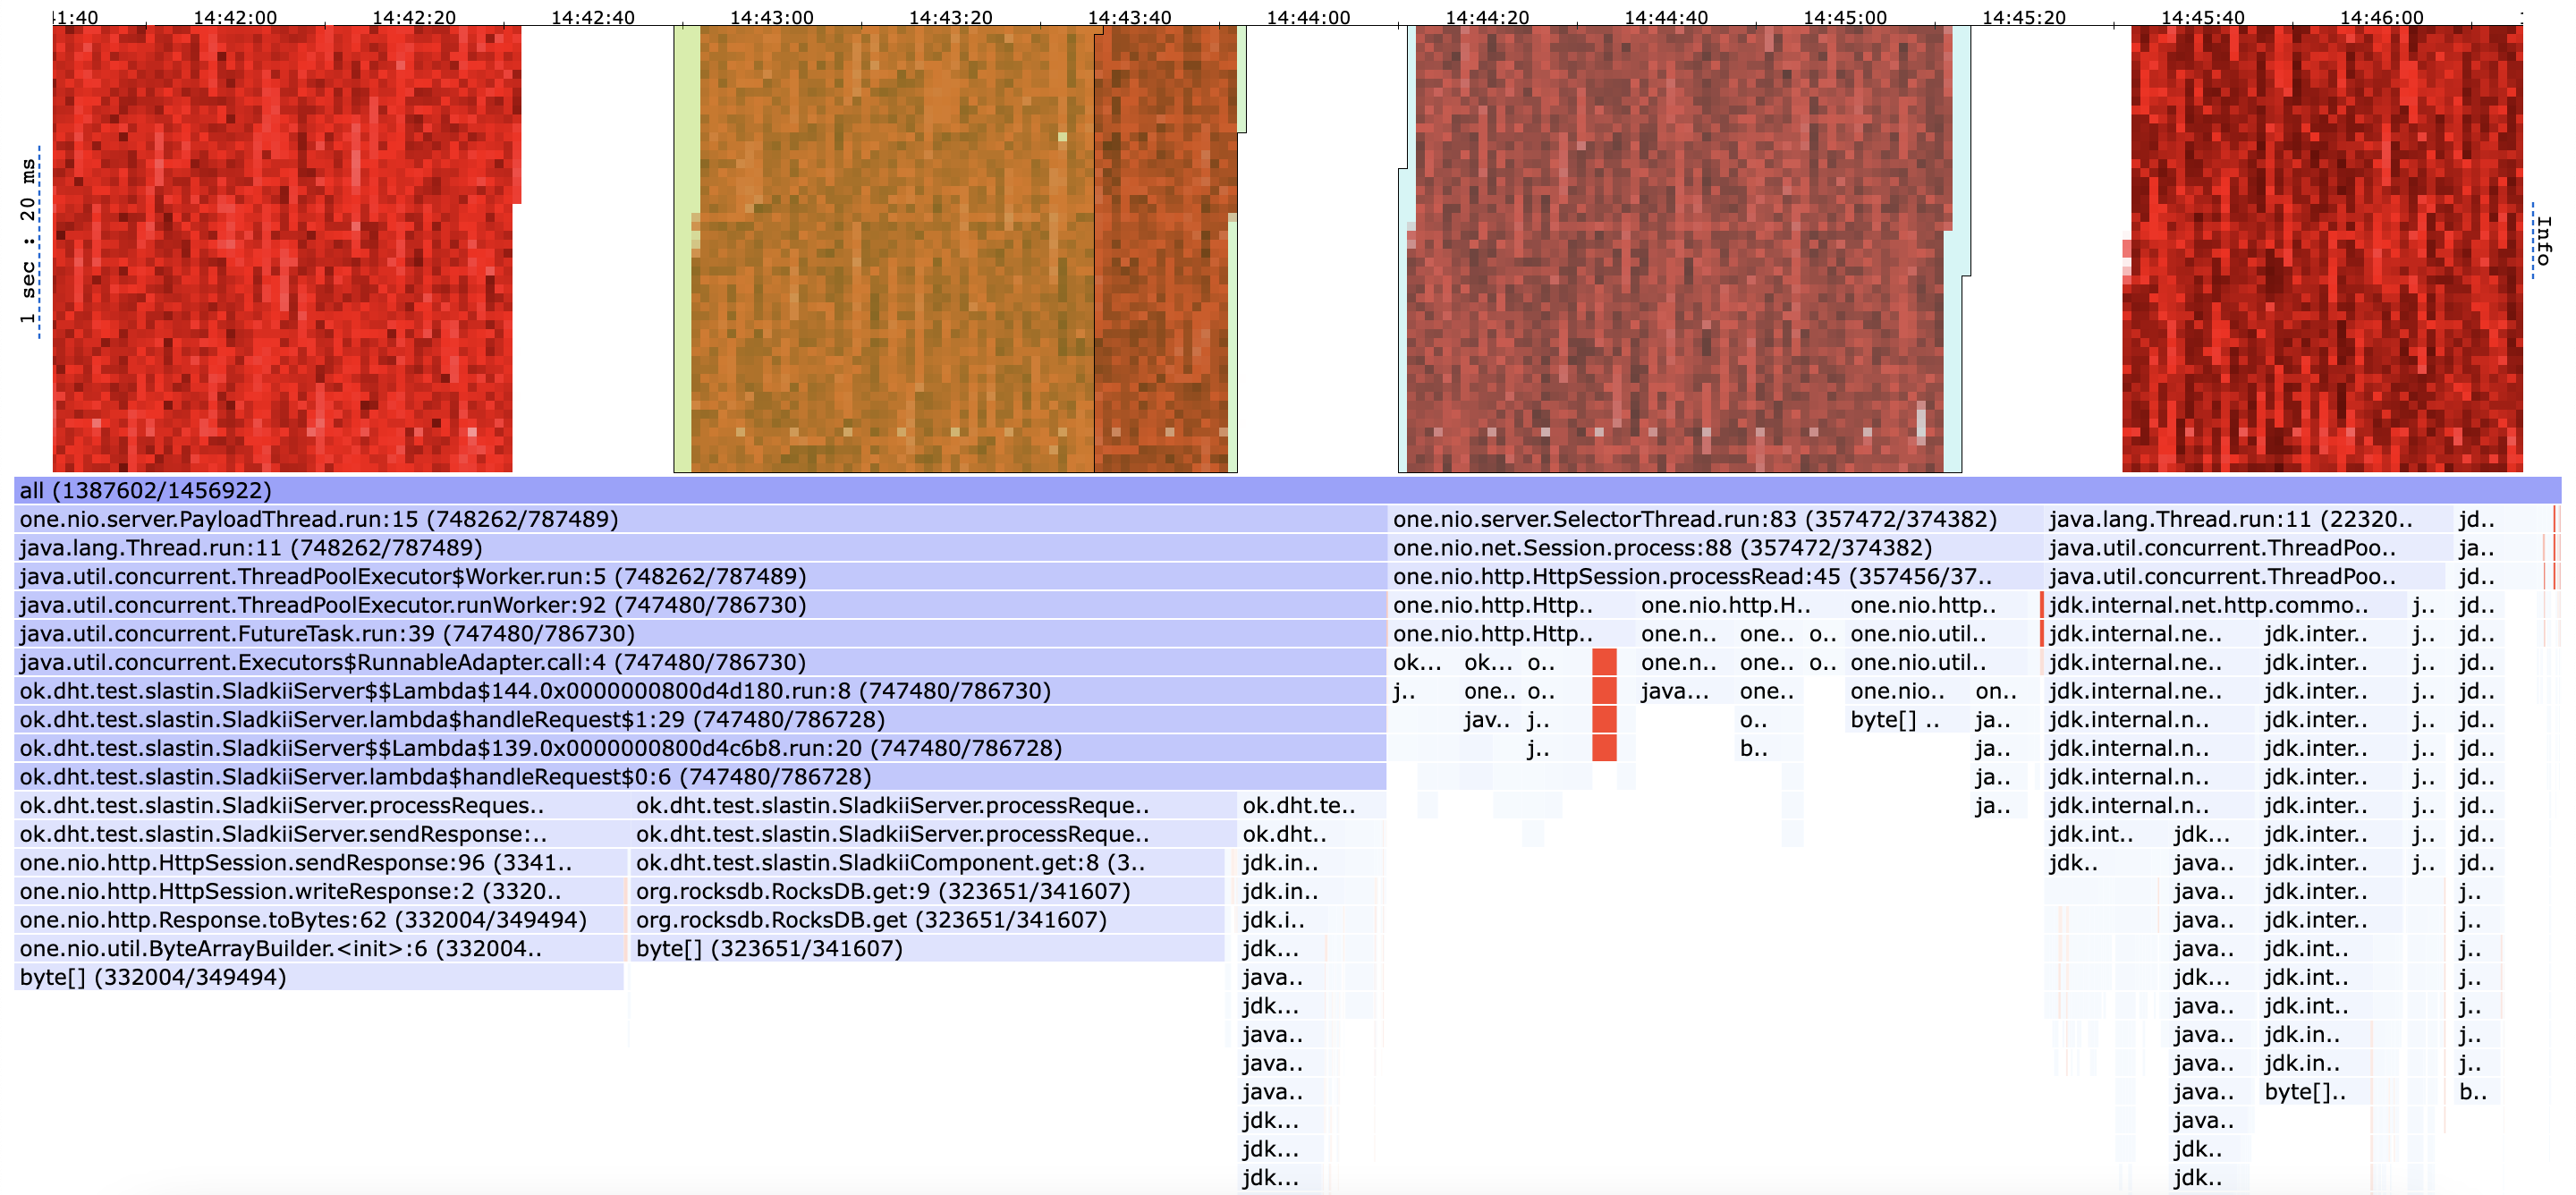 :1:40 14:42:00 14:42:20 14:42:40 14:43:00 14:43:20 14:43:40 14:44:00 14:44:20 14:44:40 14:45:00 14:45:20 14:45:40 14:46:00
1 sec : 20 ms
Info
all (1387602/1456922)
one.nio.server.PayloadThread.run:15 (748262/787489) one.nio.server.SelectorThread.run:83 (357472/374382) java.lang.Thread.run:11 (22320.. jd..
java.lang.Thread.run:11 (748262/787489) one.nio.net.Session.process:88 (357472/374382) java.util.concurrent.ThreadPoo.. ja..
java.util.concurrent.ThreadPoolExecutor$Worker.run:5 (748262/787489) one.nio.http.HttpSession.processRead:45 (357456/37.. java.util.concurrent.ThreadPoo.. jd..
java.util.concurrent.ThreadPoolExecutor.runWorker:92 (747480/786730) one.nio.http.Http.. one.nio.http.H.. one.nio.http.. jdk.internal.net.http.commo.. j.. jd..
java.util.concurrent.FutureTask.run:39 (747480/786730) one.nio.http.Http.. one.n.. one.. o.. one.nio.util.. jdk.internal.ne.. jdk.inter.. j.. jd..
java.util.concurrent.Executors$RunnableAdapter.call:4 (747480/786730) ok... ok... o.. one.n.. one.. o.. one.nio.util.. jdk.internal.ne.. jdk.inter.. j.. jd..
ok.dht.test.slastin.SladkiiServer$$Lambda$144.0x0000000800d4d180.run:8 (747480/786730) j.. one.. o.. java... one.. one.nio.. on.. jdk.internal.ne.. jdk.inter.. j.. jd..
ok.dht.test.slastin.SladkiiServer.lambda$handleRequest$1:29 (747480/786728) jav.. j.. o.. byte[] .. ja.. jdk.internal.n.. jdk.inter.. j.. jd..
ok.dht.test.slastin.SladkiiServer$$Lambda$139.0x0000000800d4c6b8.run:20 (747480/786728) j.. b.. ja.. jdk.internal.n.. jdk.inter.. j.. jd..
ok.dht.test.slastin.SladkiiServer.lambda$handleRequest$0:6 (747480/786728) ja.. jdk.internal.n.. jdk.inter.. j.. jd..
ok.dht.test.slastin.SladkiiServer.processReques.. ok.dht.test.slastin.SladkiiServer.processReque.. ok.dht.te.. ja.. jdk.internal.n.. jdk.inter.. j.. jd..
ok.dht.test.slastin.SladkiiServer.sendResponse:.. ok.dht.test.slastin.SladkiiServer.processReque.. ok.dht.. jdk.int.. jdk... jdk.inter.. j.. jd..
one.nio.http.HttpSession.sendResponse:96 (3341.. ok.dht.test.slastin.SladkiiComponent.get:8 (3.. jdk.in.. jdk.. java.. jdk.inter.. j.. jd..
one.nio.http.HttpSession.writeResponse:2 (3320.. org.rocksdb.RocksDB.get:9 (323651/341607) jdk.in.. java.. jdk.inter.. j..
one.nio.http.Response.toBytes:62 (332004/349494) org.rocksdb.RocksDB.get (323651/341607) jdk.i.. java.. jdk.inter.. j..
one.nio.util.ByteArrayBuilder.<init>:6 (332004.. byte[] (323651/341607) jdk... java.. jdk.int.. j..
byte[] (332004/349494) java.. jdk... jdk.int.. j..
jdk... java.. jdk.int.. j..
java.. java.. jdk.in.. j..
java.. java.. jdk.in.. j..
java.. java.. byte[].. b..
jdk... java..
jdk... jdk..
jdk... jdk..